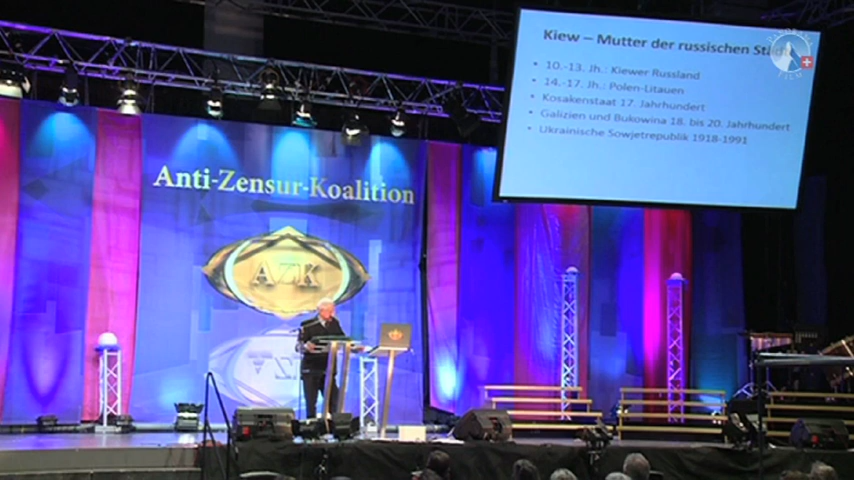 Kiew – Mutter der russischen
• 10.-13. Jh.: Kiewer Russland
• 14.-17. Jh.: Polen-Litauen
• Kosakenstaat 17. Jahrhundert
• Galizien und Bukowina 18. bis 20. Jahrhundert
• Ukrainische Sowjetrepublik 1918-1991
Anti-Zensur-Koalition
AZK